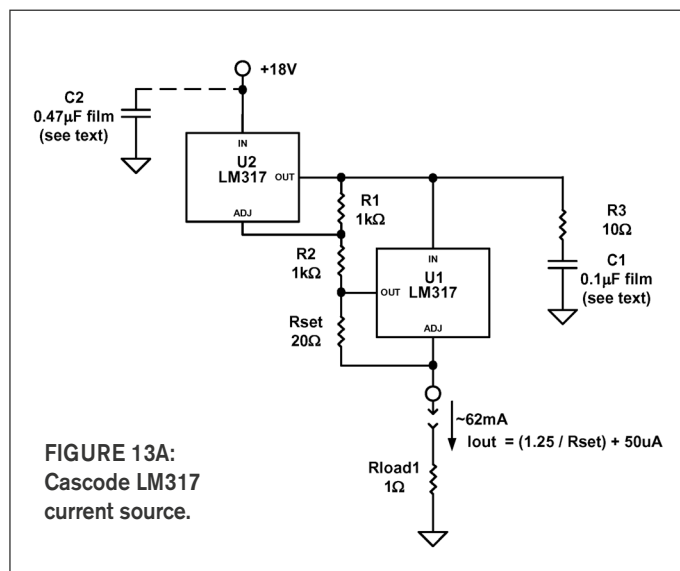 +18V
C2
0.47µF film
(see text)
IN
U2
LM317
OUT
ADJ
R1
1kΩ
R2
1kΩ
R3
10Ω
C1
0.1µF film
(see text)
IN
U1
LM317
OUT
ADJ
Rset
20Ω
~62mA
Iout = (1.25 / Rset) + 50uA
Rload1
1Ω
FIGURE 13A:
Cascode LM317
current source.